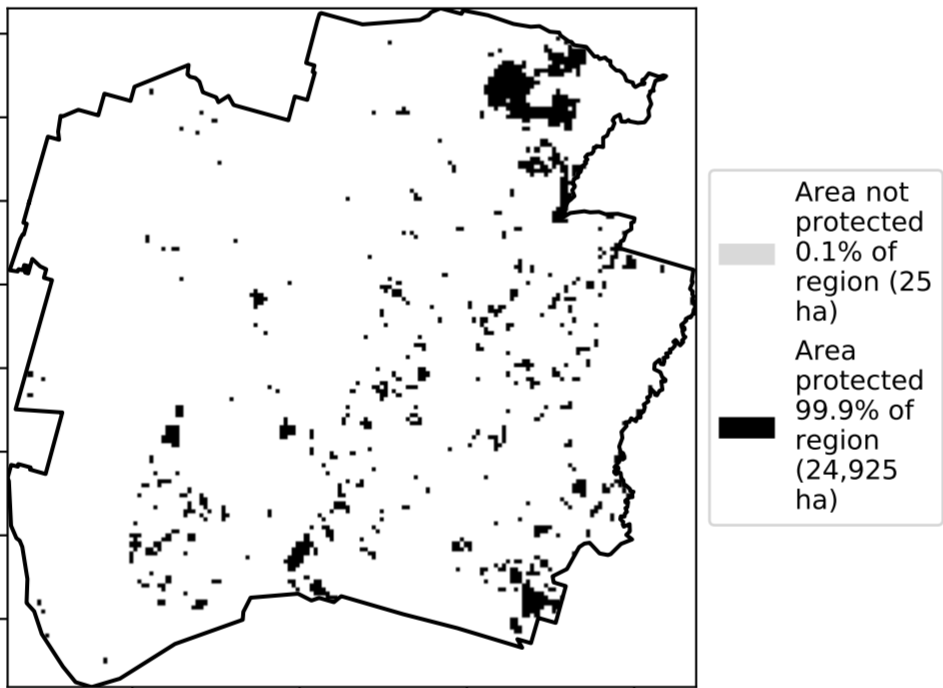 Area not
protected
0.1% of
region (25
ha)
Area
protected
99.9% of
region
(24,925
ha)